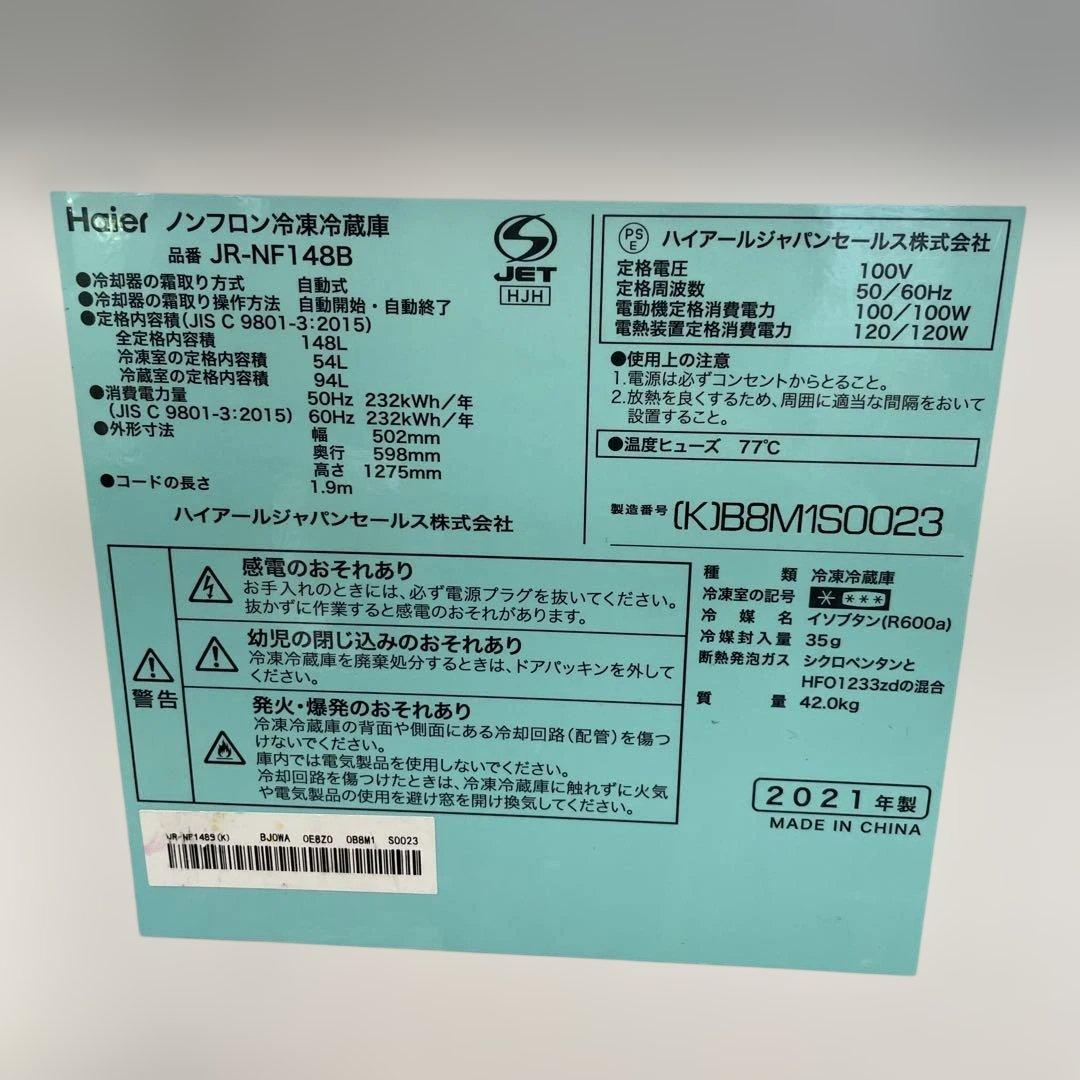 Haier ノンフロン冷凍冷蔵庫
品番 JR-NF148B
●冷却器の霜取り方式 自動式
●冷却器の霜取り操作方法 自動開始・自動終了
●定格内容積(JIS C 9801-3:2015)
全定格内容積 148L
冷凍室の定格内容積 54L
冷蔵室の定格内容積 94L
●消費電力量 50Hz 232kWh/年
(JIS C 9801-3:2015) 60Hz 232kWh/年
●外形寸法 幅 502mm
奥行 598mm
高さ 1275mm
●コードの長さ 1.9m
ハイアールジャパンセールス株式会社
S
JET
HJH
PS
E
ハイアールジャパンセールス株式会社
定格電圧 100V
定格周波数 50/60Hz
電動機定格消費電力 100/100W
電熱装置定格消費電力 120/120W
●使用上の注意
1.電源は必ずコンセントからとること。
2.放熱を良くするため、周囲に適当な間隔をおいて
設置すること。
●温度ヒューズ 77℃
製造番号 (K)B8M1S0023
警告
感電のおそれあり
お手入れのときには、必ず電源プラグを抜いてください。
抜かずに作業すると感電のおそれがあります。
幼児の閉じ込みのおそれあり
冷凍冷蔵庫を廃棄処分するときは、ドアパッキンを外して
ください。
発火・爆発のおそれあり
冷凍冷蔵庫の背面や側面にある冷却回路(配管)を傷つ
けないでください。
庫内では電気製品を使用しないでください。
冷却回路を傷つけたときは、冷凍冷蔵庫に触れずに火気
や電気製品の使用を避け窓を開け換気してください。
種類 冷凍冷蔵庫
冷凍室の記号 * ***
冷媒名 イソブタン(R600a)
冷媒封入量 35g
断熱発泡ガス シクロペンタンと
HFO1233zdの混合
質量 42.0kg
2021年製
MADE IN CHINA
JR-NF148B(K) BJ0WA 0E8Z0 0B8M1 S0023